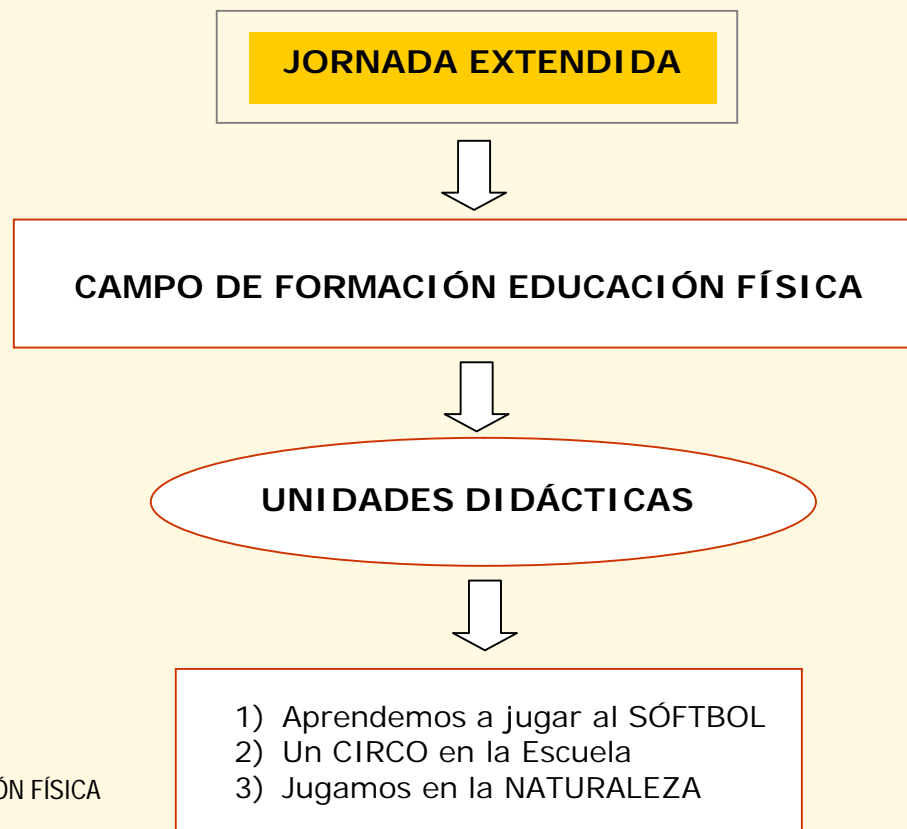 JORNADA EXTENDIDA
CAMPO DE FORMACIÓN EDUCACIÓN FÍSICA
UNIDADES DIDÁCTICAS
1) Aprendemos a jugar al SÓFTBOL
2) Un CIRCO en la Escuela
3) Jugamos en la NATURALEZA
ÓN FÍSICA